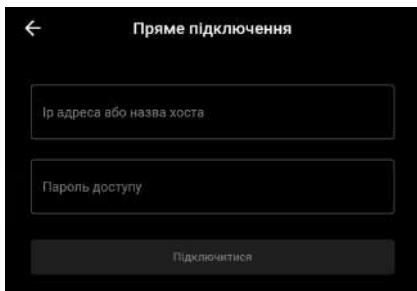 Пряме підключення
Ip адреса або назва хоста
Пароль доступу
Підключитися